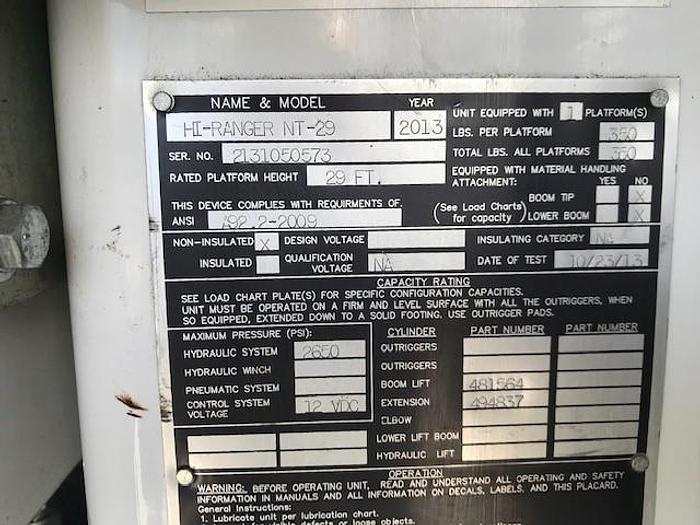 NAME & MODEL YEAR
HI-RANGER NT-29 2013
UNIT EQUIPPED WITH 1 PLATFORM(S)
LBS. PER PLATFORM 350
SER. NO. 2131050573
TOTAL LBS. ALL PLATFORMS 350
RATED PLATFORM HEIGHT 29 FT.
EQUIPPED WITH MATERIAL HANDLING
ATTACHMENT: YES NO
THIS DEVICE COMPLIES WITH REQUIRMENTS OF.
ANSI A92.2-2009
(See Load Charts for capacity)
BOOM TIP X
LOWER BOOM X
NON-INSULATED X DESIGN VOLTAGE INSULATING CATEGORY NA
INSULATED QUALIFICATION VOLTAGE NA DATE OF TEST 10/23/13
CAPACITY RATING
SEE LOAD CHART PLATE(S) FOR SPECIFIC CONFIGURATION CAPACITIES.
UNIT MUST BE OPERATED ON A FIRM AND LEVEL SURFACE WITH ALL THE OUTRIGGERS, WHEN
SO EQUIPPED, EXTENDED DOWN TO A SOLID FOOTING. USE OUTRIGGER PADS.
MAXIMUM PRESSURE (PSI):
HYDRAULIC SYSTEM 2650
HYDRAULIC WINCH
PNEUMATIC SYSTEM
CONTROL SYSTEM VOLTAGE 12 VDC
CYLINDER PART NUMBER PART NUMBER
OUTRIGGERS
OUTRIGGERS
BOOM LIFT 481564
EXTENSION 494837
ELBOW
LOWER LIFT BOOM
HYDRAULIC LIFT
OPERATION
WARNING: BEFORE OPERATING UNIT, READ AND UNDERSTAND ALL OPERATING AND SAFETY
INFORMATION IN MANUALS AND ALL INFORMATION ON DECALS, LABELS, AND THIS PLACARD.
General Instructions:
1. Lubricate unit per lubrication chart.
visible defects or loose objects.